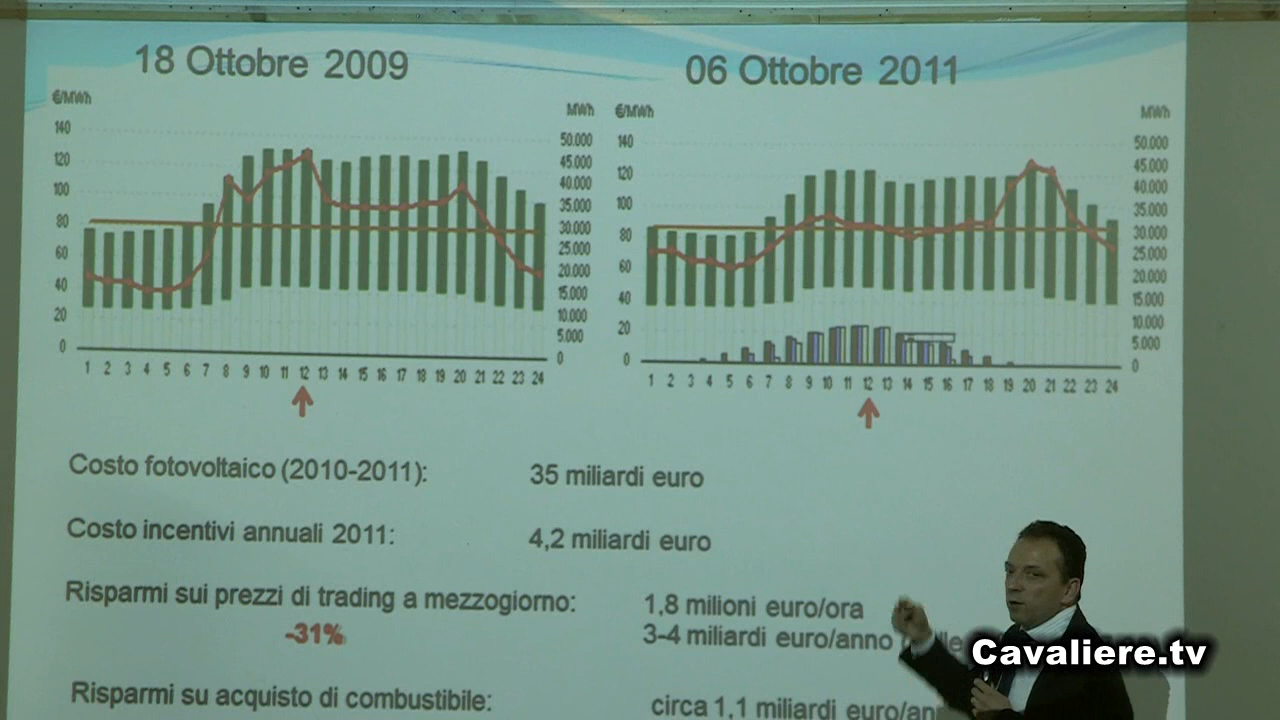 18 Ottobre 2009
06 Ottobre 2011
€/MWh
MWh
€/MWh
MWh
140
120
100
80
60
40
20
0
50.000
45.000
40.000
35.000
30.000
25.000
20.000
15.000
10.000
5.000
0
140
120
100
80
60
40
20
0
50.000
45.000
40.000
35.000
30.000
25.000
20.000
15.000
10.000
5.000
0
1 2 3 4 5 6 7 8 9 10 11 12 13 14 15 16 17 18 19 20 21 22 23 24
1 2 3 4 5 6 7 8 9 10 11 12 13 14 15 16 17 18 19 20 21 22 23 24
Costo fotovoltaico (2010-2011): 35 miliardi euro
Costo incentivi annuali 2011: 4,2 miliardi euro
Risparmi sui prezzi di trading a mezzogiorno: 1,8 milioni euro/ora
-31% 3-4 miliardi euro/anno
Risparmi su acquisto di combustibile: circa 1,1 miliardi euro/an
Cavaliere.tv